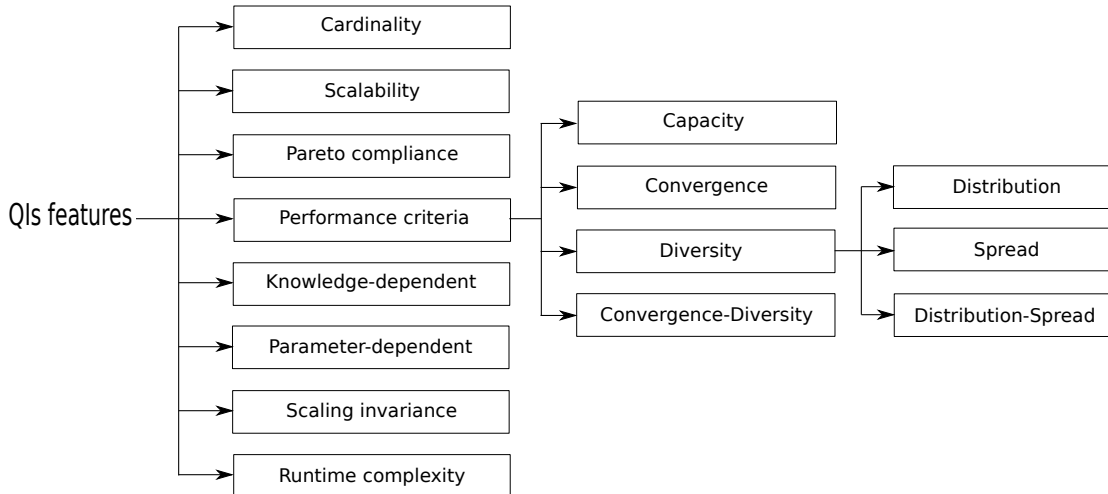 QIs features
Cardinality
Scalability
Pareto compliance
Performance criteria
Knowledge-dependent
Parameter-dependent
Scaling invariance
Runtime complexity
Capacity
Convergence
Diversity
Convergence-Diversity
Distribution
Spread
Distribution-Spread